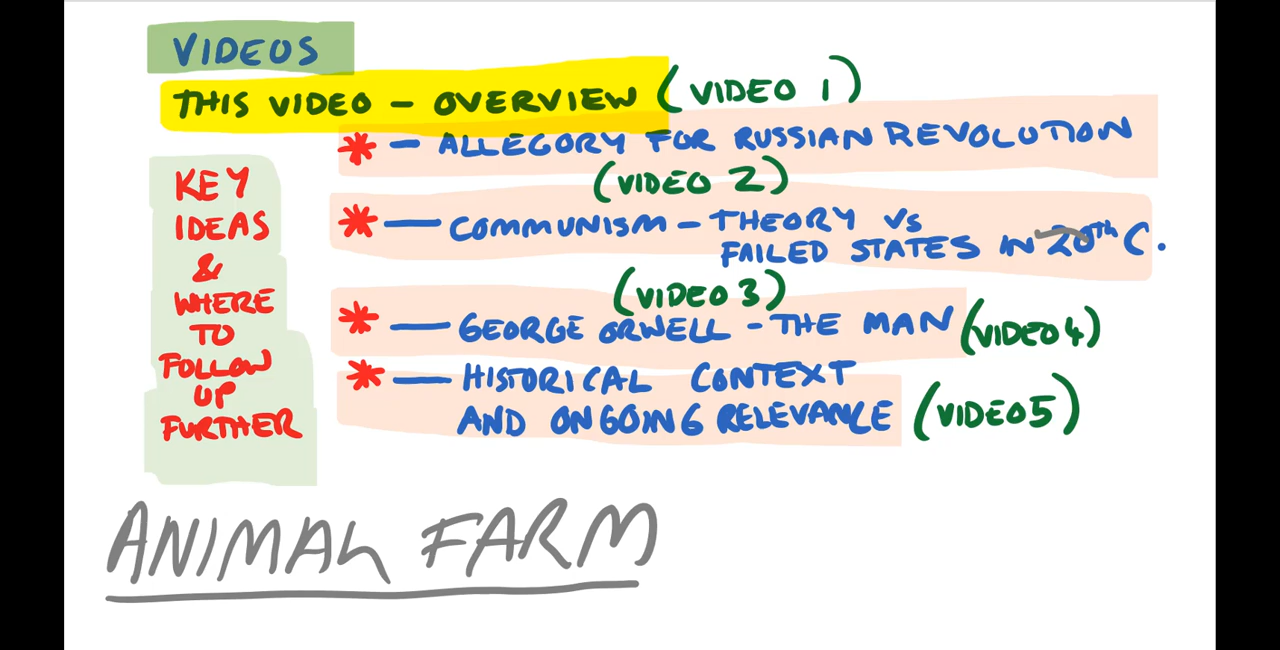 VIDEOS
THIS VIDEO – OVERVIEW (VIDEO 1)
* – ALLEGORY FOR RUSSIAN REVOLUTION
(VIDEO 2)
* — COMMUNISM – THEORY VS
FAILED STATES IN 20th C.
(VIDEO 3)
* — GEORGE ORWELL – THE MAN (VIDEO 4)
* — HISTORICAL CONTEXT
AND ONGOING RELEVANCE (VIDEO 5)
KEY
IDEAS
&
WHERE
TO
FOLLOW
UP
FURTHER
ANIMAL FARM